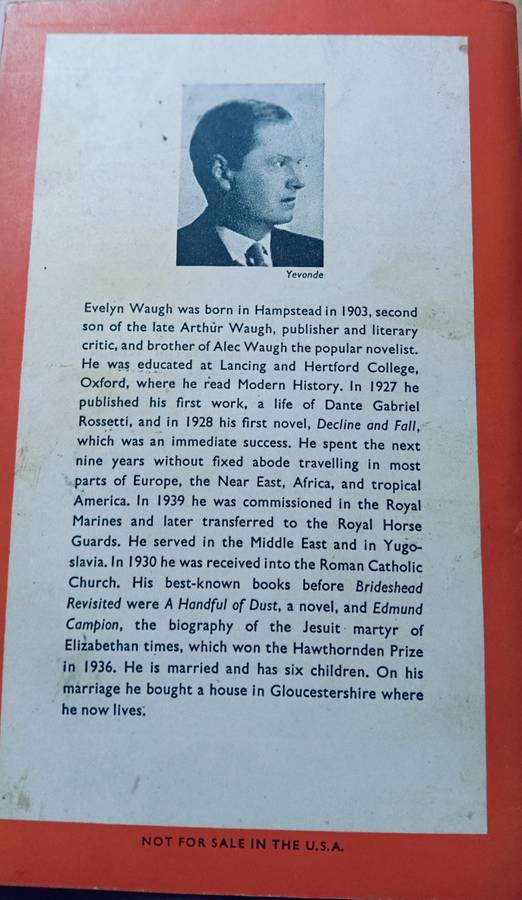 Yevonde
Evelyn Waugh was born in Hampstead in 1903, second
son of the late Arthur Waugh, publisher and literary
critic, and brother of Alec Waugh the popular novelist.
He was educated at Lancing and Hertford College,
Oxford, where he read Modern History. In 1927 he
published his first work, a life of Dante Gabriel
Rossetti, and in 1928 his first novel, Decline and Fall,
which was an immediate success. He spent the next
nine years without fixed abode travelling in most
parts of Europe, the Near East, Africa, and tropical
America. In 1939 he was commissioned in the Royal
Marines and later transferred to the Royal Horse
Guards. He served in the Middle East and in Yugo-
slavia. In 1930 he was received into the Roman Catholic
Church. His best-known books before Brideshead
Revisited were A Handful of Dust, a novel, and Edmund
Campion, the biography of the Jesuit martyr of
Elizabethan times, which won the Hawthornden Prize
in 1936. He is married and has six children. On his
marriage he bought a house in Gloucestershire where
he now lives.
NOT FOR SALE IN THE U.S.A.